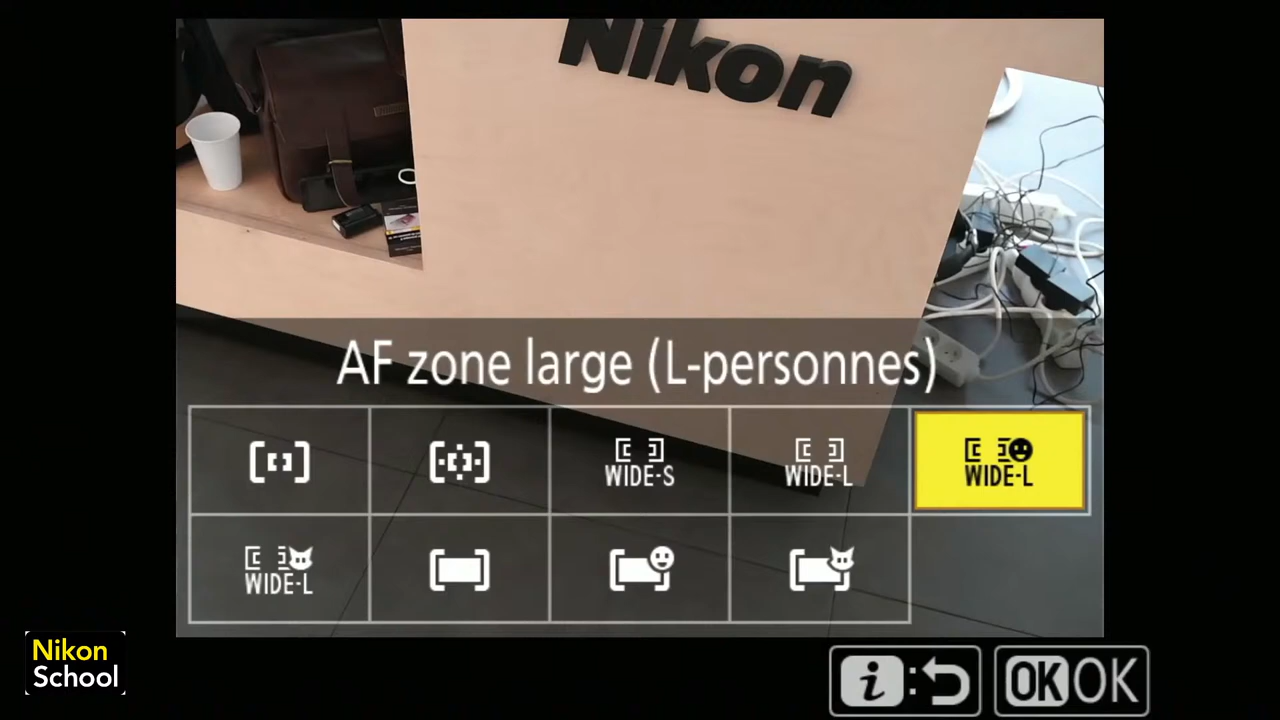 Nikon
AF zone large (L-personnes)
WIDE-S
WIDE-L
WIDE-L
WIDE-L
Nikon
School
i
OK OK